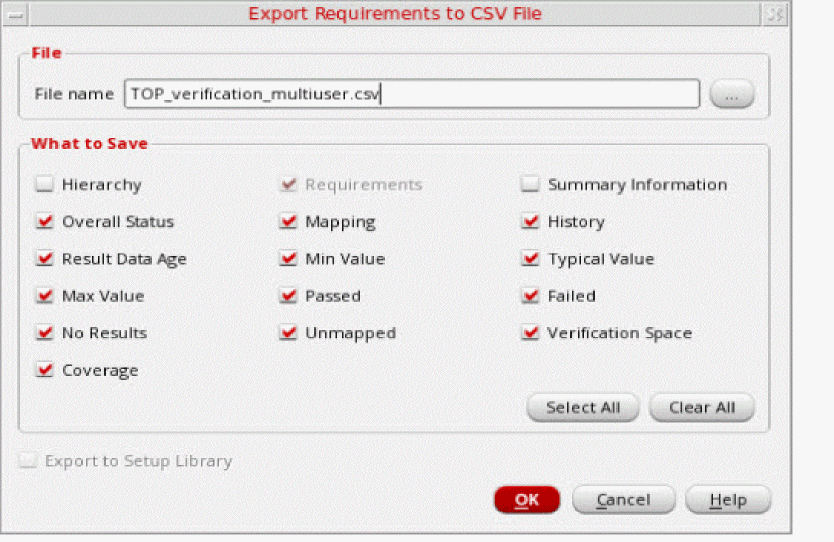 Export Requirements to CSV File
File
File name TOP_verification_multiuser.csv ...
What to Save
Hierarchy Requirements Summary Information
Overall Status Mapping History
Result Data Age Min Value Typical Value
Max Value Passed Failed
No Results Unmapped Verification Space
Coverage
Select All Clear All
Export to Setup Library
OK Cancel Help